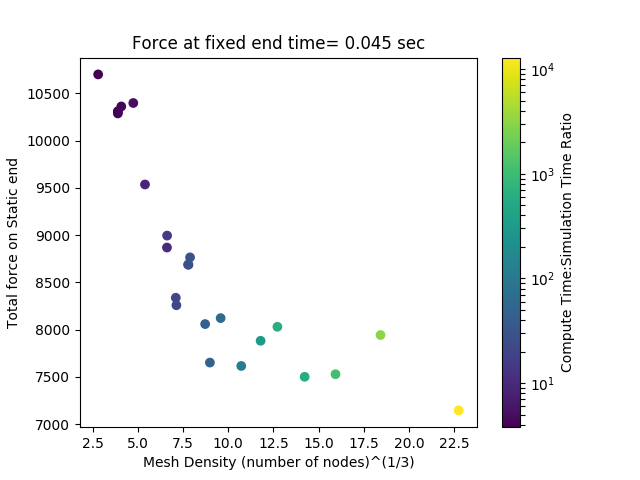 Force at fixed end time= 0.045 sec
Total force on Static end
10500
10000
9500
9000
8500
8000
7500
7000
2.5 5.0 7.5 10.0 12.5 15.0 17.5 20.0 22.5
Mesh Density (number of nodes)^(1/3)
10^4
10^3
10^2
10^1
Compute Time:Simulation Time Ratio